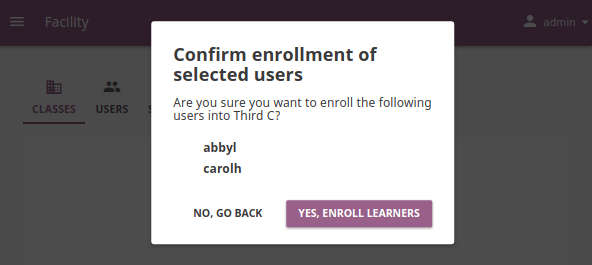 Facility
admin
Confirm enrollment of
selected users
Are you sure you want to enroll the following
users into Third C?
CLASSES
USERS
abbyl
carolh
NO, GO BACK
YES, ENROLL LEARNERS